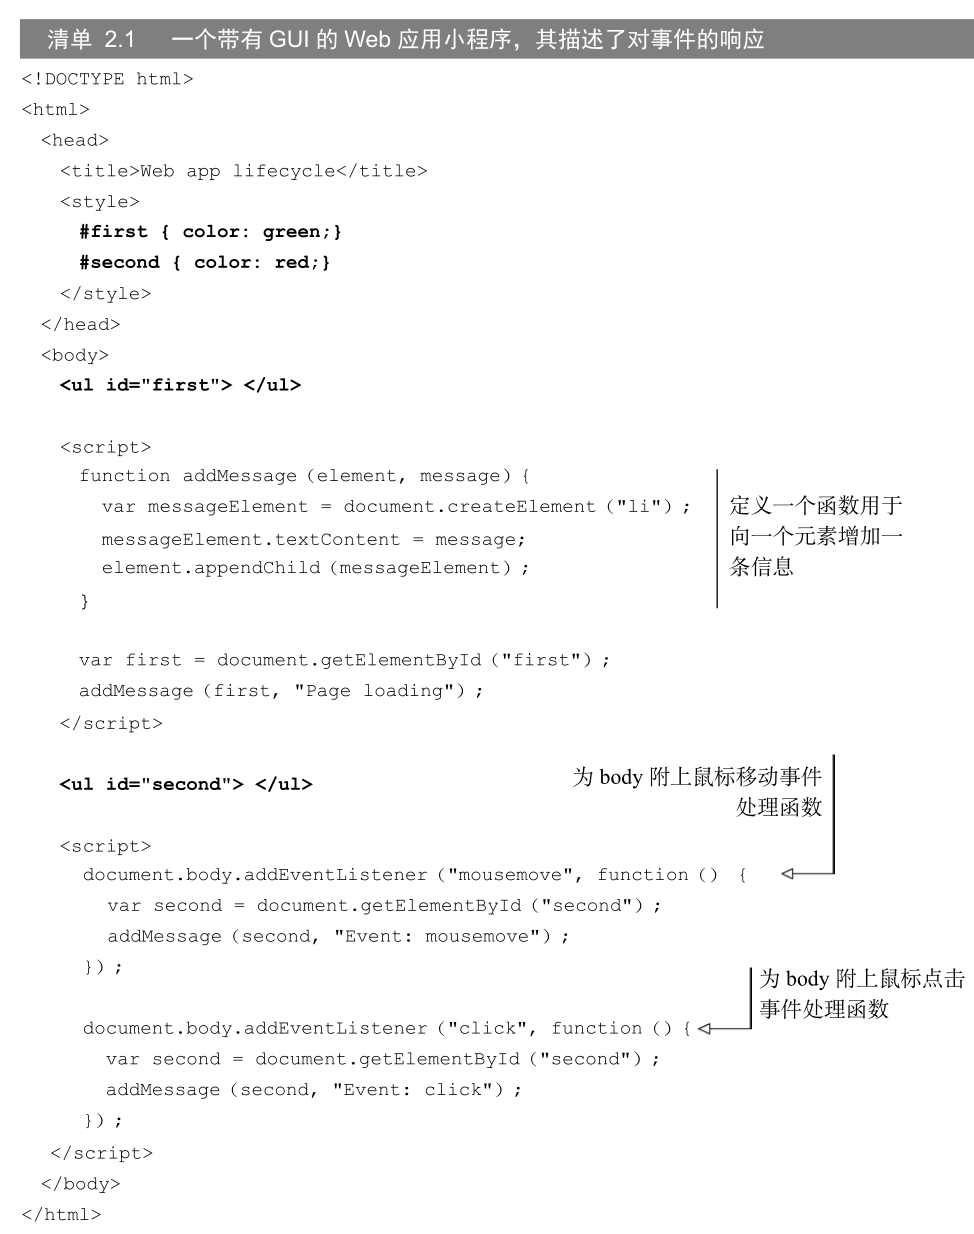 清单 2.1 一个带有 GUI 的 Web 应用小程序，其描述了对事件的响应
<!DOCTYPE html>
<html>
<head>
<title>Web app lifecycle</title>
<style>
#first { color: green;}
#second { color: red;}
</style>
</head>
<body>
<ul id="first"> </ul>
<script>
function addMessage (element, message) {
var messageElement = document.createElement ("li") ;
messageElement.textContent = message;
element.appendChild (messageElement) ;
}
定义一个函数用于
向一个元素增加一
条信息
var first = document.getElementById ("first") ;
addMessage (first, "Page loading") ;
</script>
<ul id="second"> </ul>
为 body 附上鼠标移动事件
处理函数
<script>
document.body.addEventListener ("mousemove", function () {
var second = document.getElementById ("second") ;
addMessage (second, "Event: mousemove") ;
}) ;
为 body 附上鼠标点击
事件处理函数
document.body.addEventListener ("click", function () {
var second = document.getElementById ("second") ;
addMessage (second, "Event: click") ;
}) ;
</script>
</body>
</html>